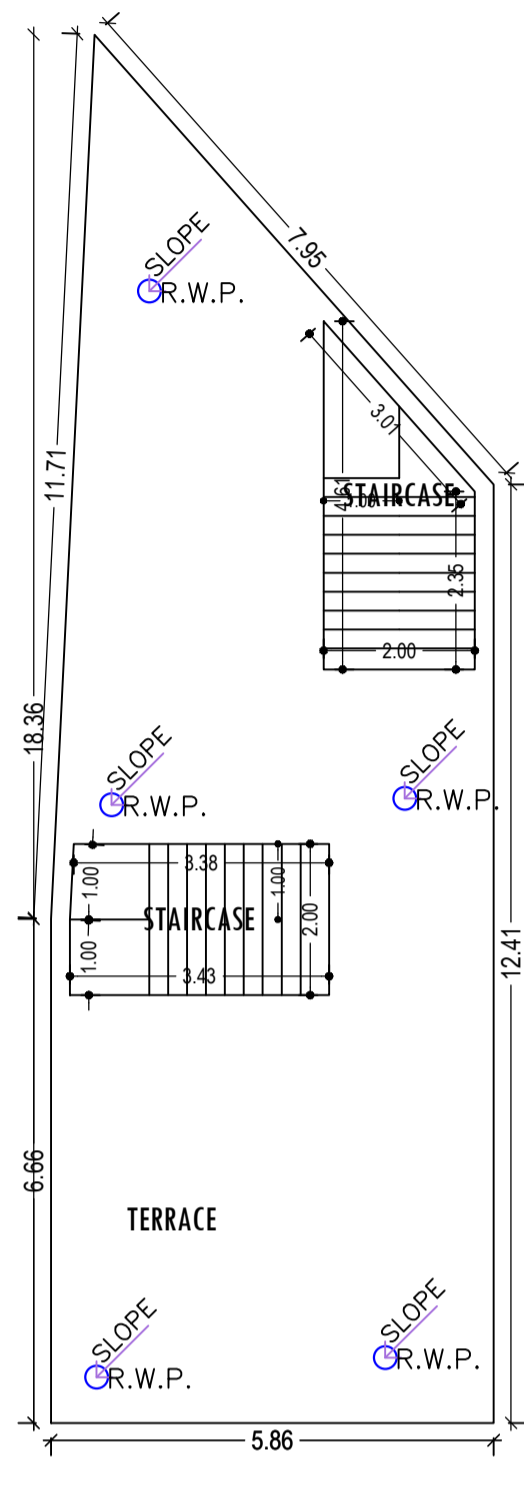 7.95
SLOPE
R.W.P.
3.01
11.71
STAIRCASE
4.61
2.35
2.00
18.36
SLOPE
R.W.P.
SLOPE
R.W.P.
3.38
1.00
1.00
STAIRCASE
2.00
1.00
3.43
12.41
6.66
TERRACE
SLOPE
R.W.P.
SLOPE
R.W.P.
5.86